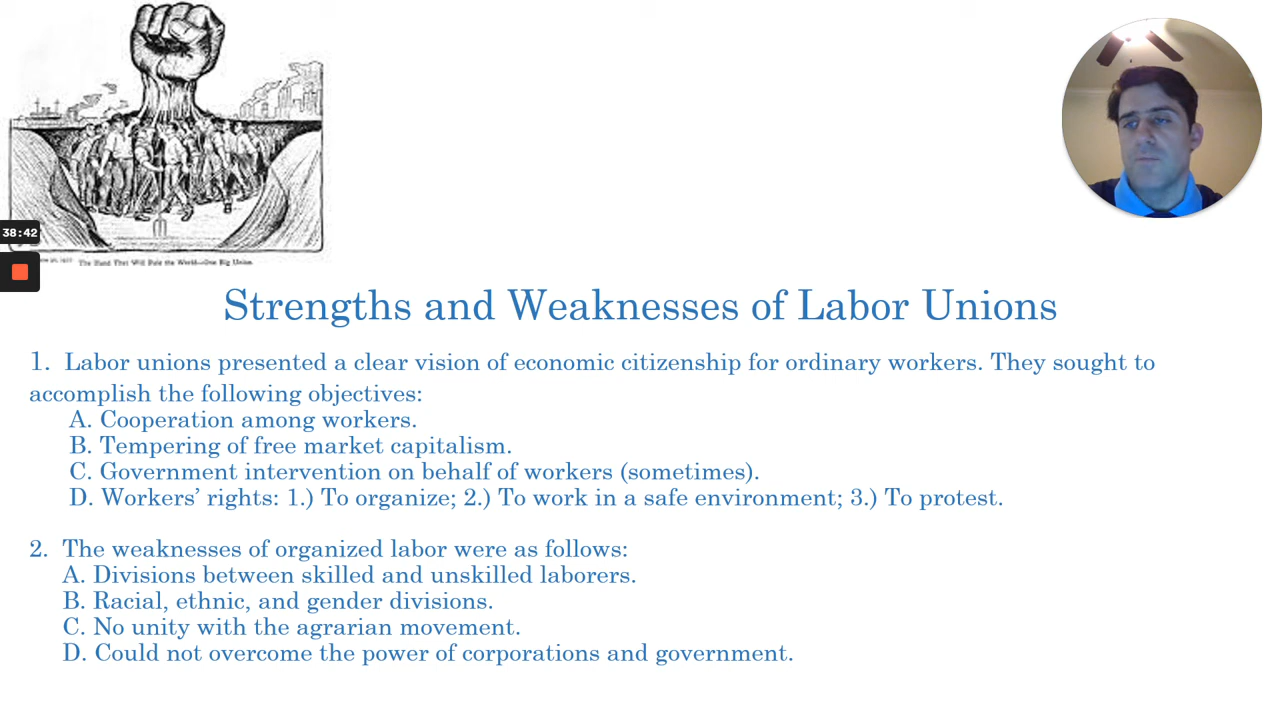 38:42
The Hand That Will Rule the World—One Big Union.
Strengths and Weaknesses of Labor Unions
1. Labor unions presented a clear vision of economic citizenship for ordinary workers. They sought to
accomplish the following objectives:
A. Cooperation among workers.
B. Tempering of free market capitalism.
C. Government intervention on behalf of workers (sometimes).
D. Workers’ rights: 1.) To organize; 2.) To work in a safe environment; 3.) To protest.
2. The weaknesses of organized labor were as follows:
A. Divisions between skilled and unskilled laborers.
B. Racial, ethnic, and gender divisions.
C. No unity with the agrarian movement.
D. Could not overcome the power of corporations and government.